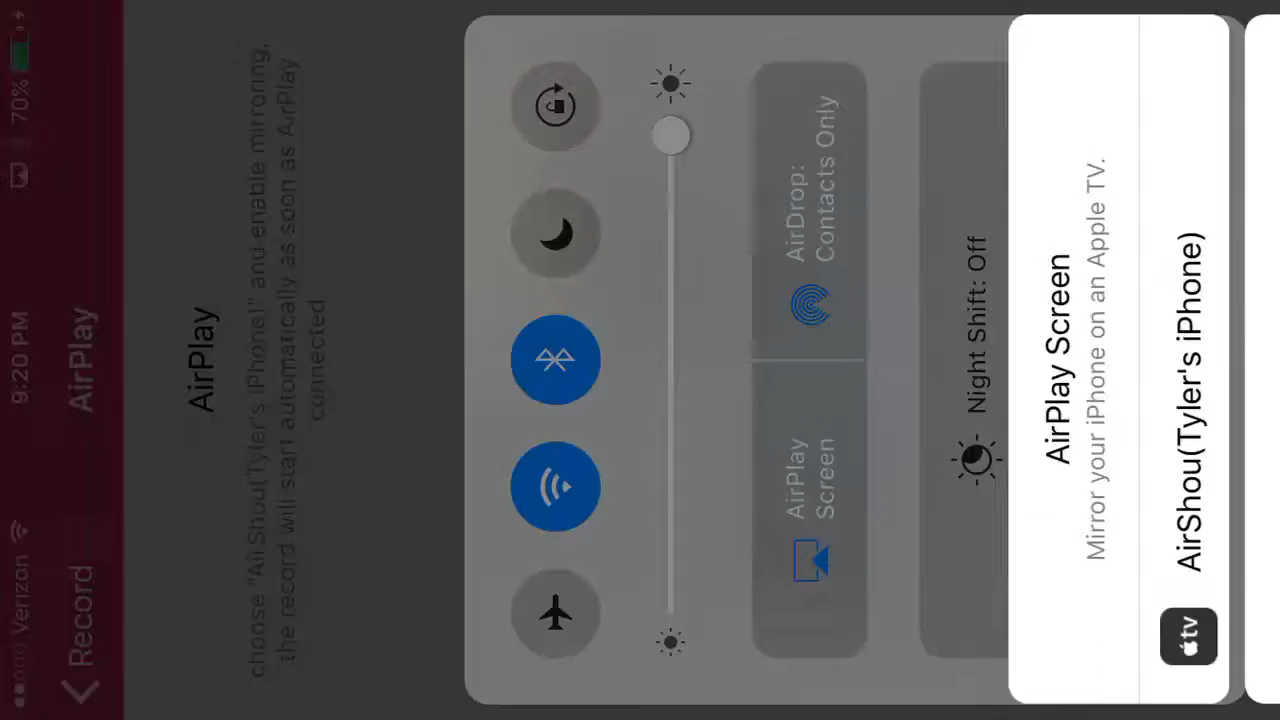 Verizon
9:20 PM
70%
Record
AirPlay
AirPlay
choose "AirShou(Tyler's iPhone)" and enable mirroring,
the record will start automatically as soon as AirPlay
connected
AirPlay
Screen
AirDrop:
Contacts Only
Night Shift: Off
AirPlay Screen
Mirror your iPhone on an Apple TV.
tv
AirShou(Tyler's iPhone)